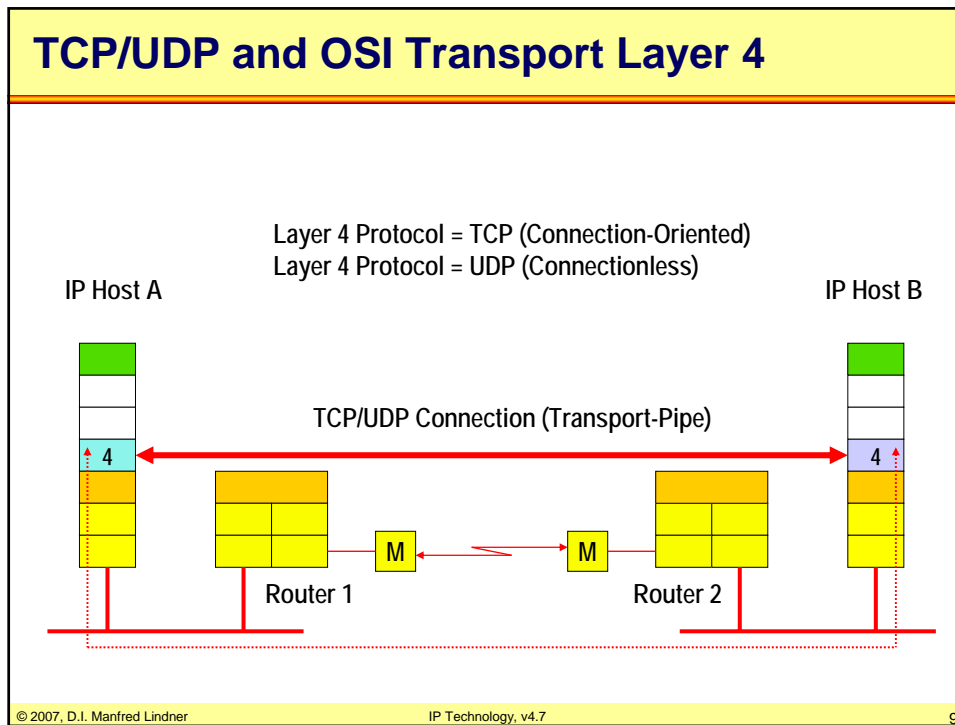 TCP/UDP and OSI Transport Layer 4
Layer 4 Protocol = TCP (Connection-Oriented)
Layer 4 Protocol = UDP (Connectionless)
IP Host A
IP Host B
TCP/UDP Connection (Transport-Pipe)
4
4
M
M
Router 1
Router 2
© 2007, D.I. Manfred Lindner
IP Technology, v4.7
9